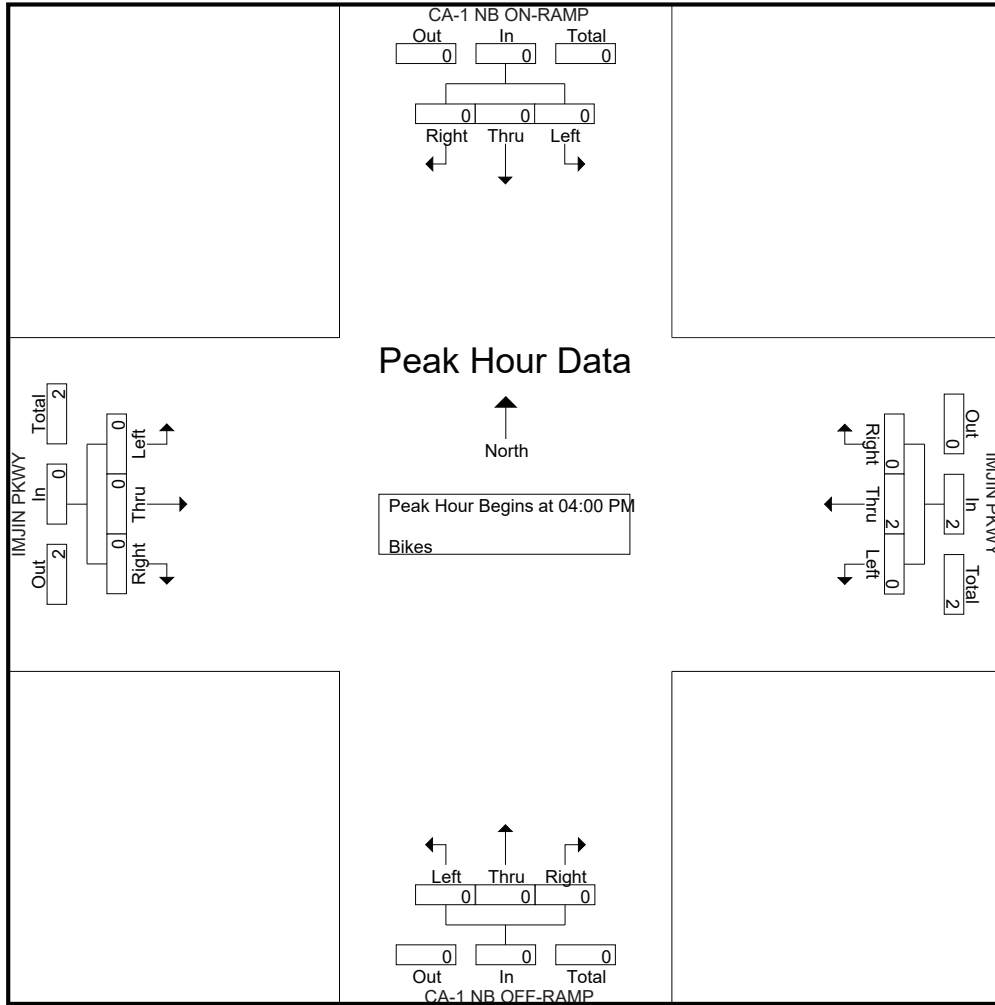 CA-1 NB ON-RAMP
Out In Total
0 0 0
0 0 0
Right Thru Left
Peak Hour Data
North
Peak Hour Begins at 04:00 PM
Bikes
IMJIN PKWY
Total In Out
2 0 2
0 0 0
Left Thru Right
IMJIN PKWY
Out In Total
0 2 2
0 2 0
Right Thru Left
Left Thru Right
0 0 0
0 0 0
Out In Total
CA-1 NB OFF-RAMP